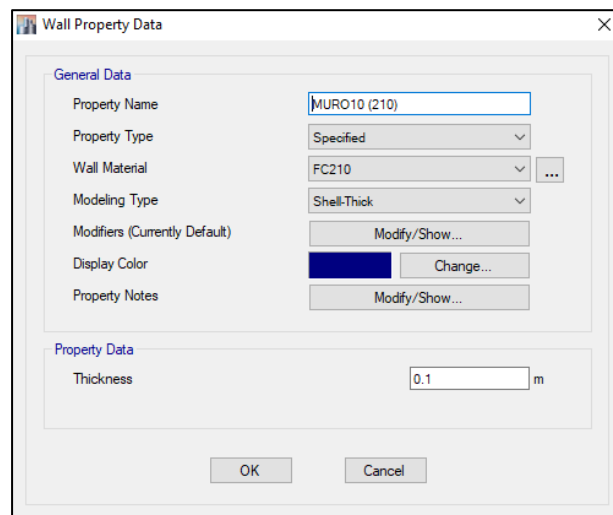 Wall Property Data
General Data
Property Name MURO10 (210)
Property Type Specified
Wall Material FC210 ...
Modeling Type Shell-Thick
Modifiers (Currently Default) Modify/Show...
Display Color Change...
Property Notes Modify/Show...
Property Data
Thickness 0.1 m
OK Cancel